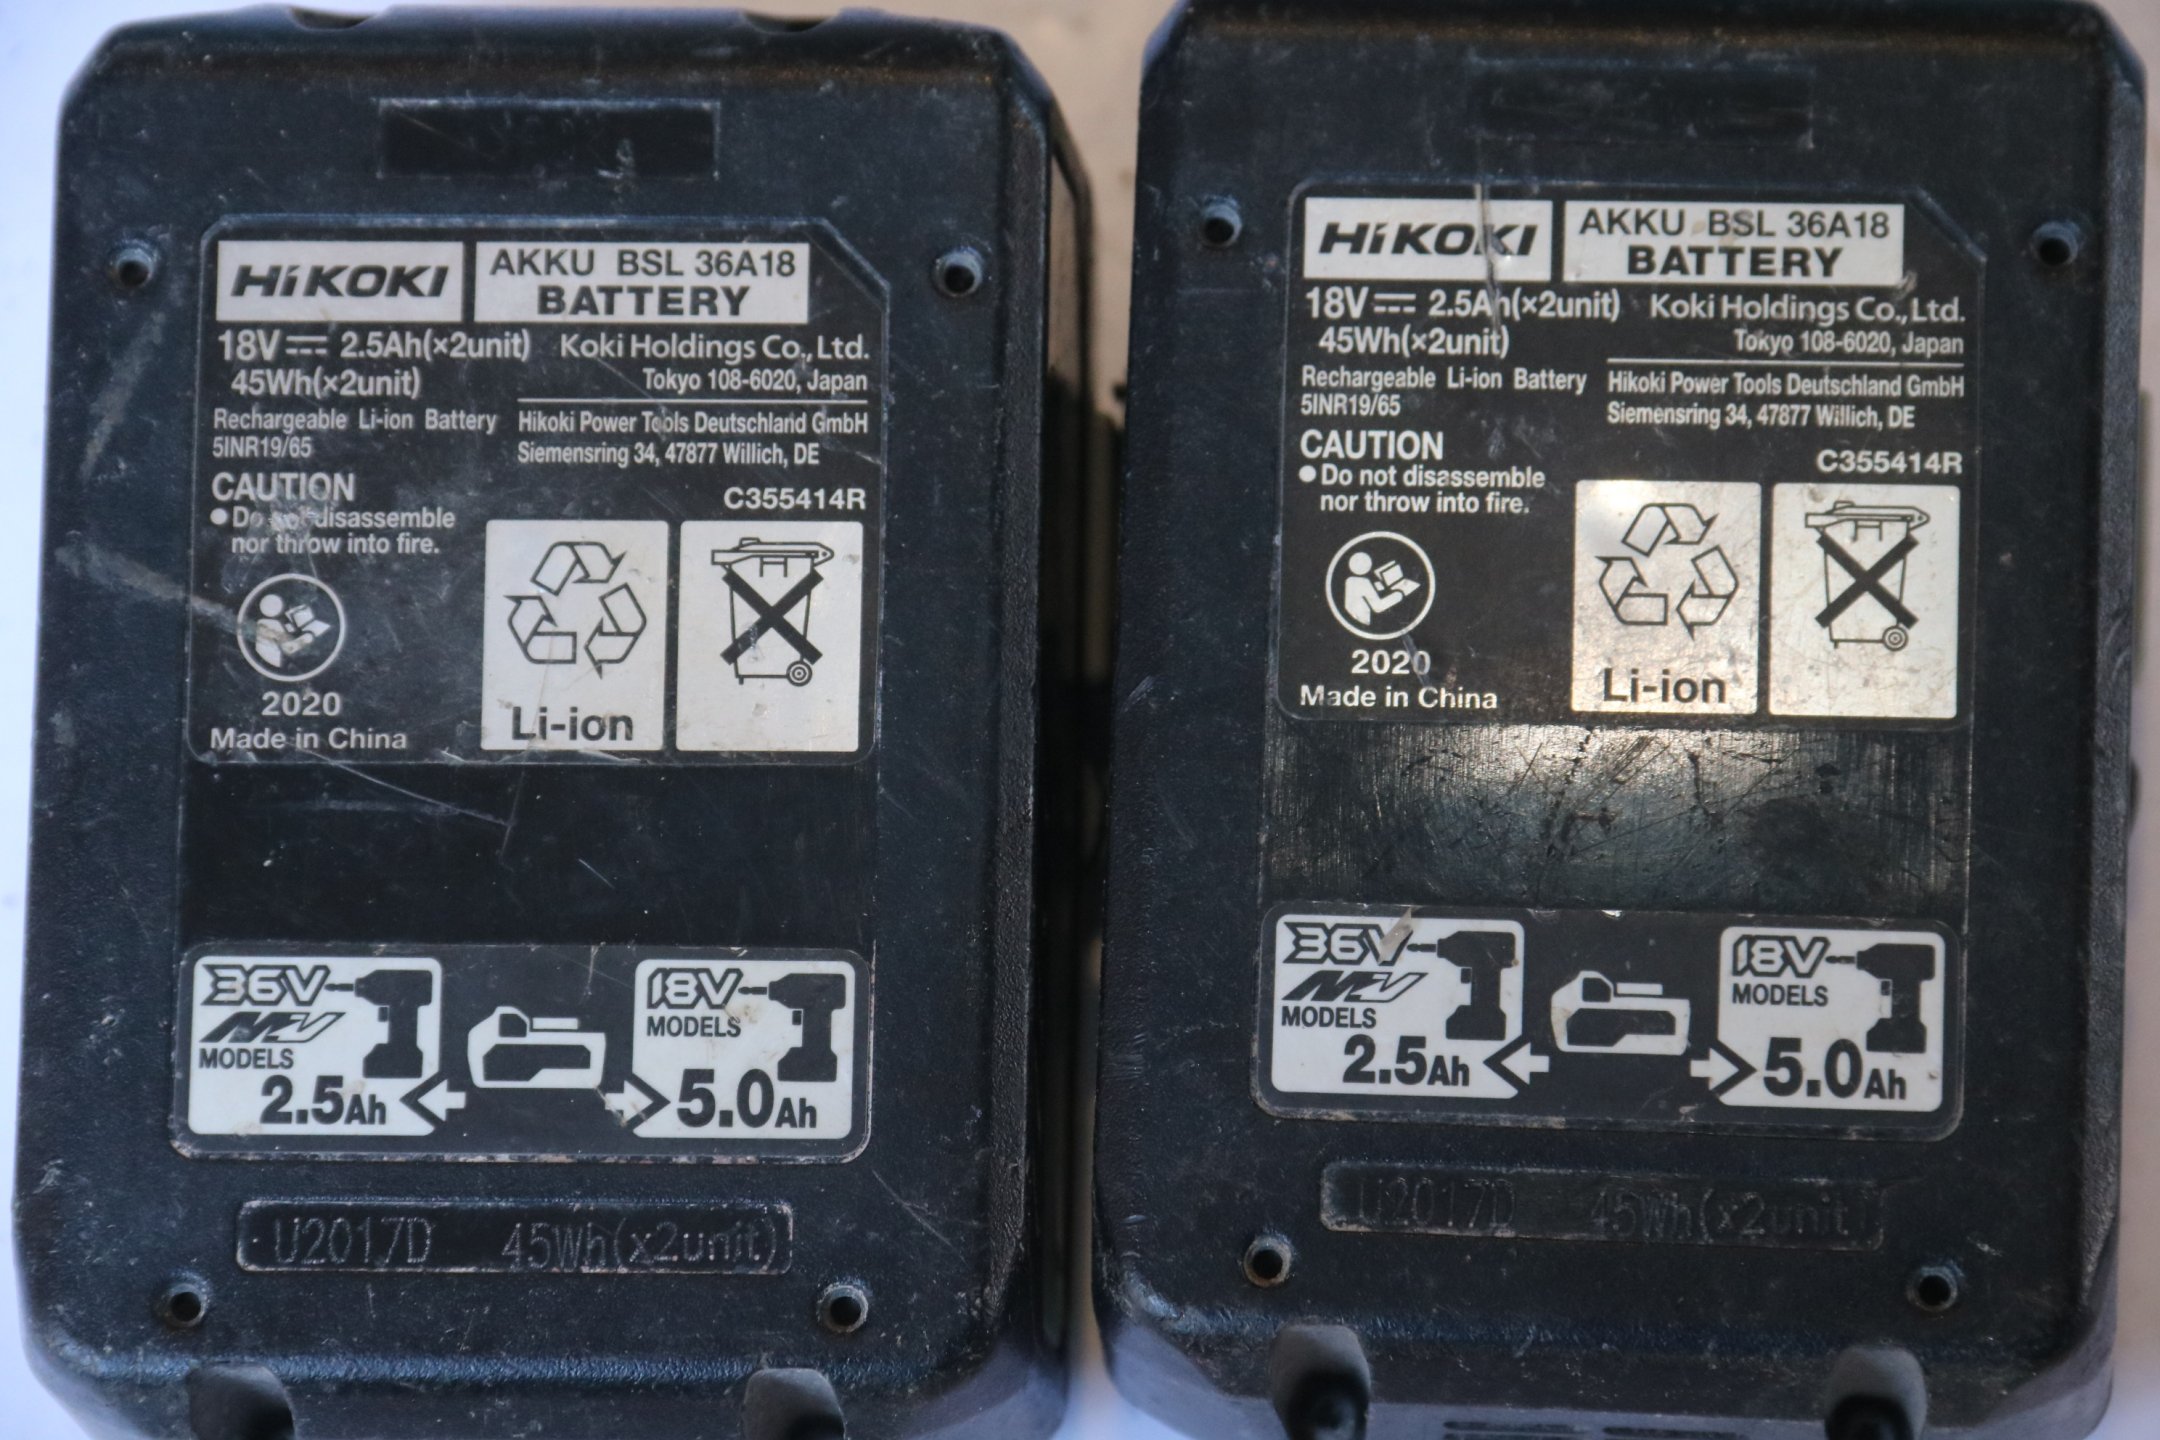 HiKOKI
AKKU BSL 36A18
BATTERY
18V⎓ 2.5Ah(×2unit)
45Wh(×2unit)
Koki Holdings Co., Ltd.
Tokyo 108-6020, Japan
Rechargeable Li-ion Battery
5INR19/65
Hikoki Power Tools Deutschland GmbH
Siemensring 34, 47877 Willich, DE
CAUTION
C355414R
● Do not disassemble
nor throw into fire.
2020
Made in China
Li-ion
36V
MV
MODELS
2.5Ah
18V
MODELS
5.0Ah
U2017D 45Wh(x2unit)
HiKOKI
AKKU BSL 36A18
BATTERY
18V⎓ 2.5Ah(×2unit)
45Wh(×2unit)
Koki Holdings Co., Ltd.
Tokyo 108-6020, Japan
Rechargeable Li-ion Battery
5INR19/65
Hikoki Power Tools Deutschland GmbH
Siemensring 34, 47877 Willich, DE
CAUTION
C355414R
● Do not disassemble
nor throw into fire.
2020
Made in China
Li-ion
36V
MV
MODELS
2.5Ah
18V
MODELS
5.0Ah
U2017D 45Wh(x2unit)